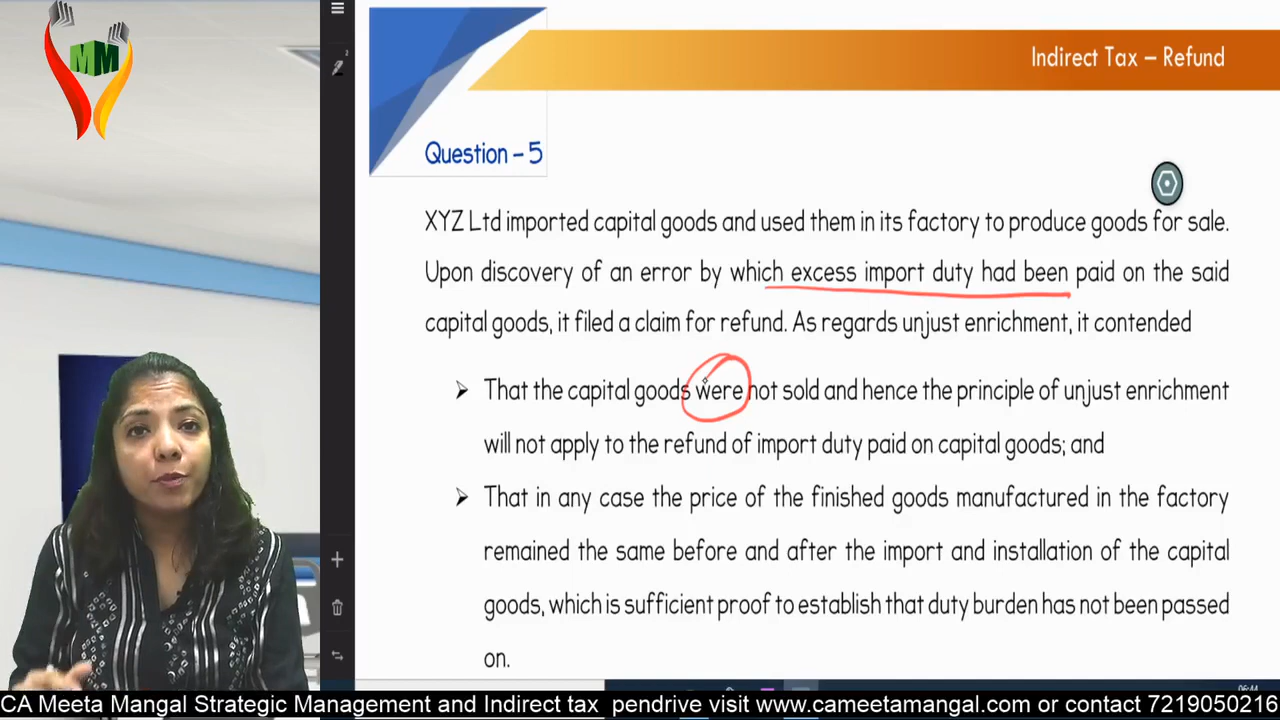 MM
Indirect Tax – Refund
Question – 5
XYZ Ltd imported capital goods and used them in its factory to produce goods for sale.
Upon discovery of an error by which excess import duty had been paid on the said
capital goods, it filed a claim for refund. As regards unjust enrichment, it contended
➤ That the capital goods were not sold and hence the principle of unjust enrichment
will not apply to the refund of import duty paid on capital goods; and
➤ That in any case the price of the finished goods manufactured in the factory
remained the same before and after the import and installation of the capital
goods, which is sufficient proof to establish that duty burden has not been passed
on.
CA Meeta Mangal Strategic Management and Indirect tax pendrive visit www.cameetamangal.com or contact 7219050216